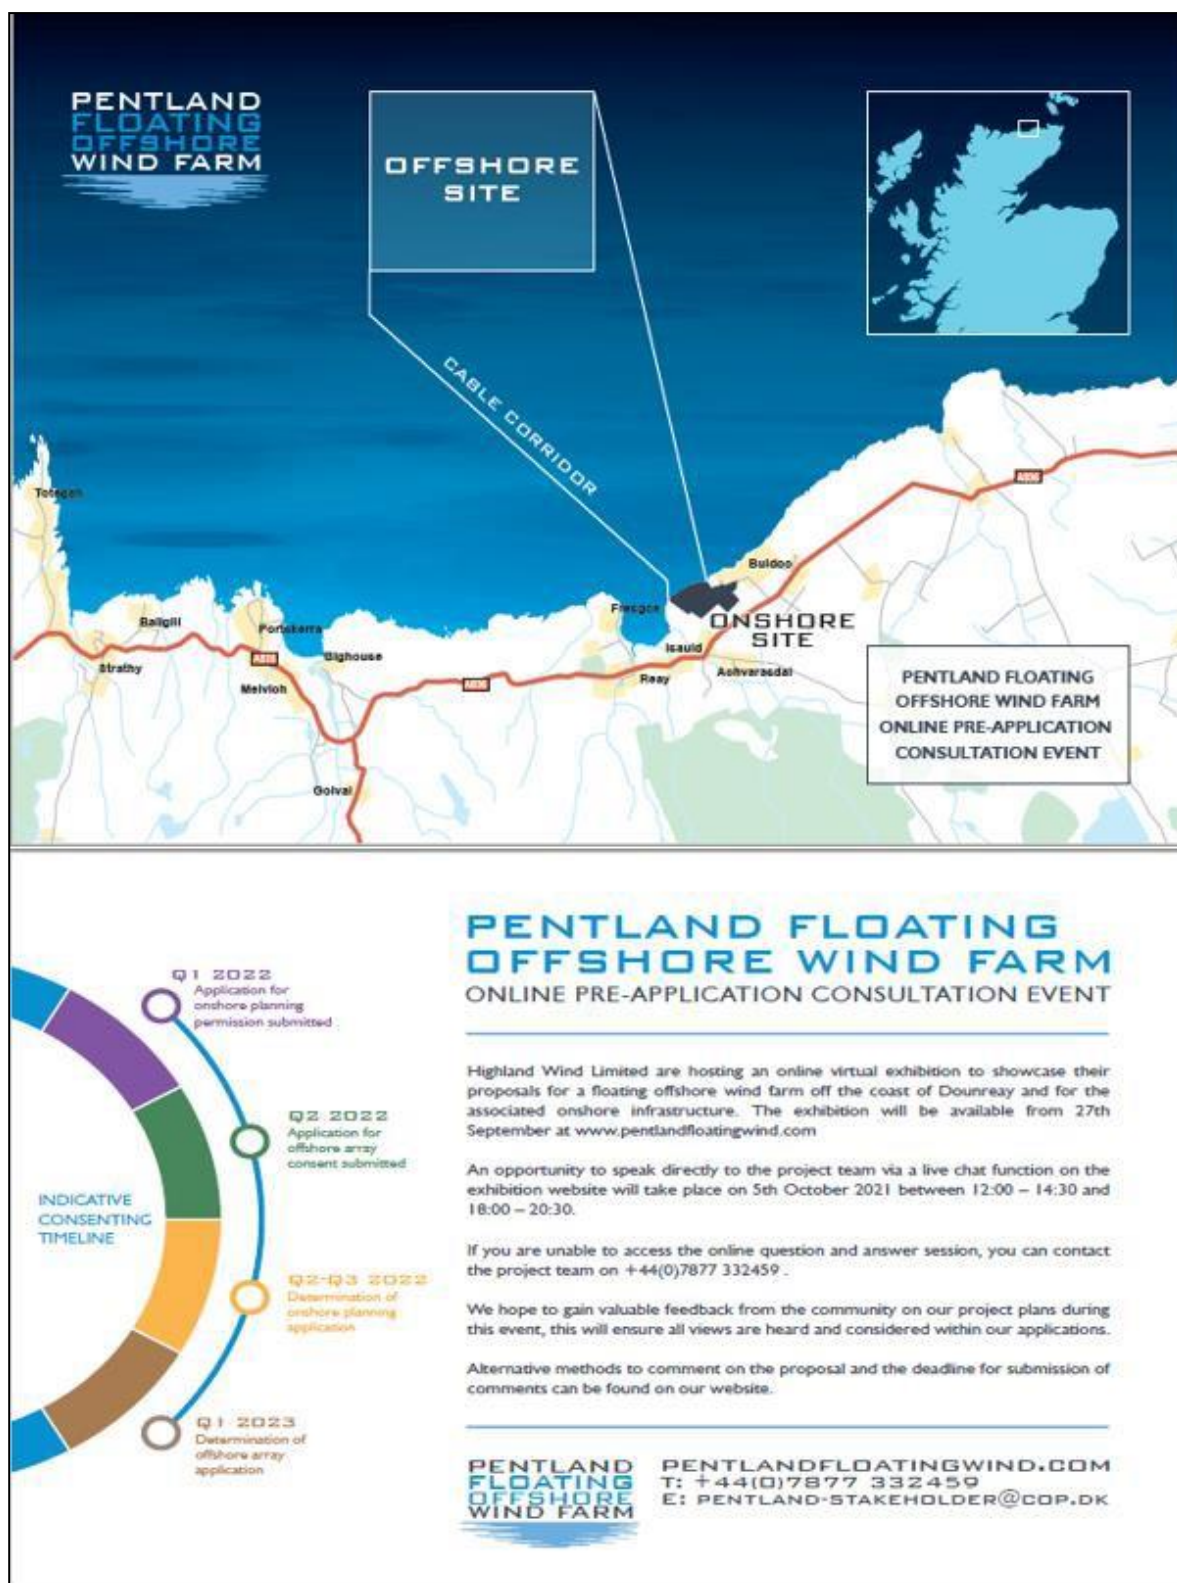 PENTLAND
FLOATING
OFFSHORE
WIND FARM
OFFSHORE
SITE
CABLE CORRIDOR
Totegan
Baligill
Portskerra
Strathy
Bighouse
Melvich
Golval
Fresgoe
Buldoo
ONSHORE
SITE
Isauld
Reay
Achvarasdal
PENTLAND FLOATING
OFFSHORE WIND FARM
ONLINE PRE-APPLICATION
CONSULTATION EVENT
Q1 2022
Application for
onshore planning
permission submitted
Q2 2022
Application for
offshore array
consent submitted
INDICATIVE
CONSENTING
TIMELINE
Q2-Q3 2022
Determination of
onshore planning
application
Q1 2023
Determination of
offshore array
application
PENTLAND FLOATING
OFFSHORE WIND FARM
ONLINE PRE-APPLICATION CONSULTATION EVENT
Highland Wind Limited are hosting an online virtual exhibition to showcase their
proposals for a floating offshore wind farm off the coast of Dounreay and for the
associated onshore infrastructure. The exhibition will be available from 27th
September at www.pentlandfloatingwind.com
An opportunity to speak directly to the project team via a live chat function on the
exhibition website will take place on 5th October 2021 between 12:00 – 14:30 and
18:00 – 20:30.
If you are unable to access the online question and answer session, you can contact
the project team on +44(0)7877 332459 .
We hope to gain valuable feedback from the community on our project plans during
this event, this will ensure all views are heard and considered within our applications.
Alternative methods to comment on the proposal and the deadline for submission of
comments can be found on our website.
PENTLAND
FLOATING
OFFSHORE
WIND FARM
PENTLANDFLOATINGWIND.COM
T: +44(0)7877 332459
E: PENTLAND-STAKEHOLDER@COP.DK